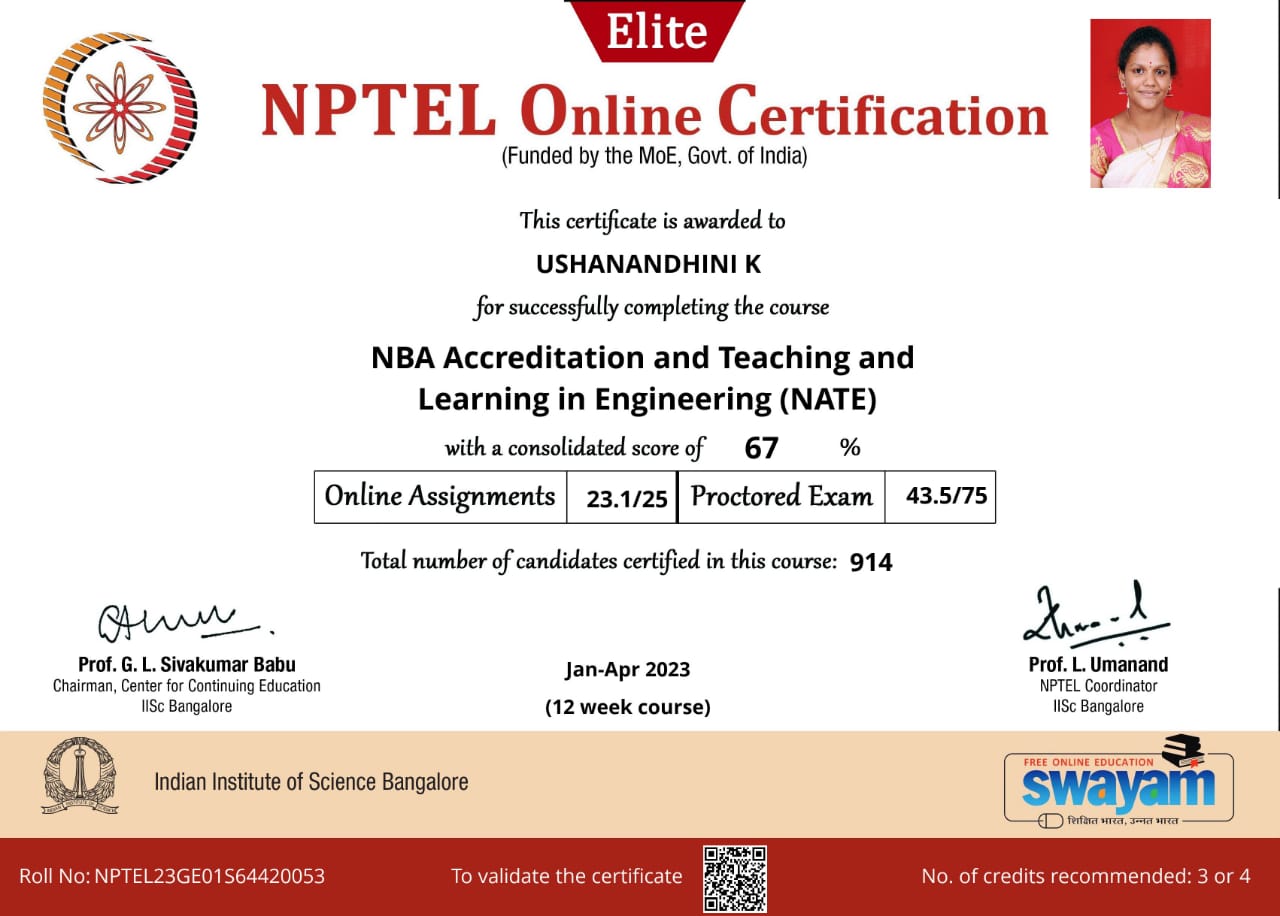 Elite
NPTEL Online Certification
(Funded by the MoE, Govt. of India)
This certificate is awarded to
USHANANDHINI K
for successfully completing the course
NBA Accreditation and Teaching and
Learning in Engineering (NATE)
with a consolidated score of 67 %
Online Assignments 23.1/25 Proctored Exam 43.5/75
Total number of candidates certified in this course: 914
Prof. G. L. Sivakumar Babu
Chairman, Center for Continuing Education
IISc Bangalore
Jan-Apr 2023
(12 week course)
Prof. L. Umanand
NPTEL Coordinator
IISc Bangalore
Indian Institute of Science Bangalore
FREE ONLINE EDUCATION
swayam
शिक्षित भारत, उन्नत भारत
Roll No: NPTEL23GE01S64420053
To validate the certificate
No. of credits recommended: 3 or 4